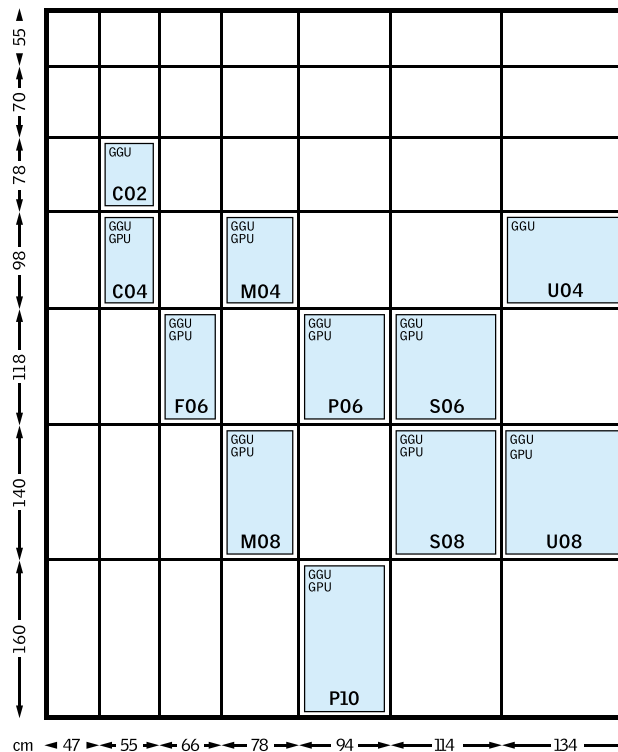 55
70
78
GGU
C02
98
GGU
GPU
C04
GGU
GPU
M04
GGU
U04
118
GGU
GPU
F06
GGU
GPU
P06
GGU
GPU
S06
140
GGU
GPU
M08
GGU
GPU
S08
GGU
GPU
U08
160
GGU
GPU
P10
cm 47 55 66 78 94 114 134